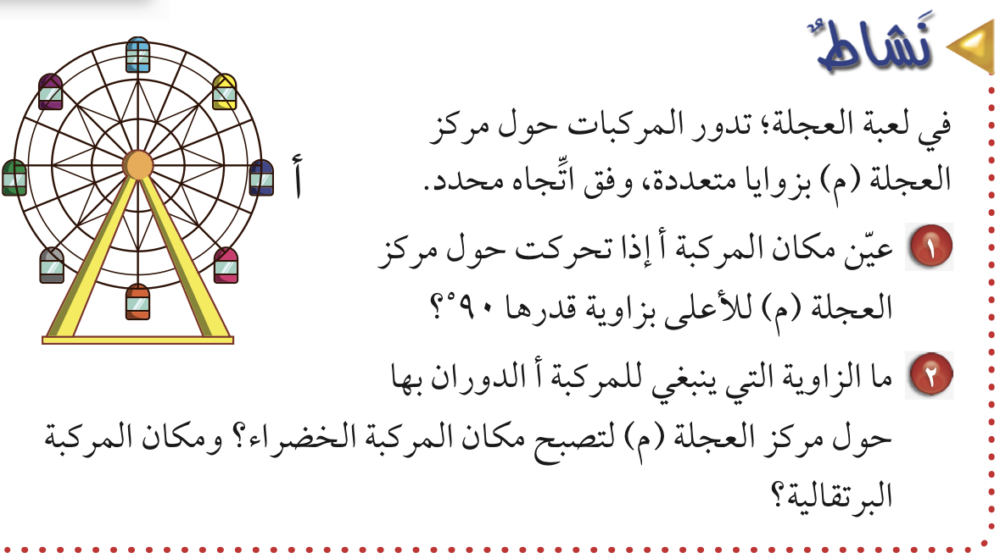 نَشاطٌ
في لعبة العجلة؛ تدور المركبات حول مركز
العجلة (م) بزوايا متعددة، وفق اتِّجاه محدد.
أ
١ عيّن مكان المركبة أ إذا تحركت حول مركز
العجلة (م) للأعلى بزاوية قدرها ٩٠°؟
٢ ما الزاوية التي ينبغي للمركبة أ الدوران بها
حول مركز العجلة (م) لتصبح مكان المركبة الخضراء؟ ومكان المركبة
البرتقالية؟